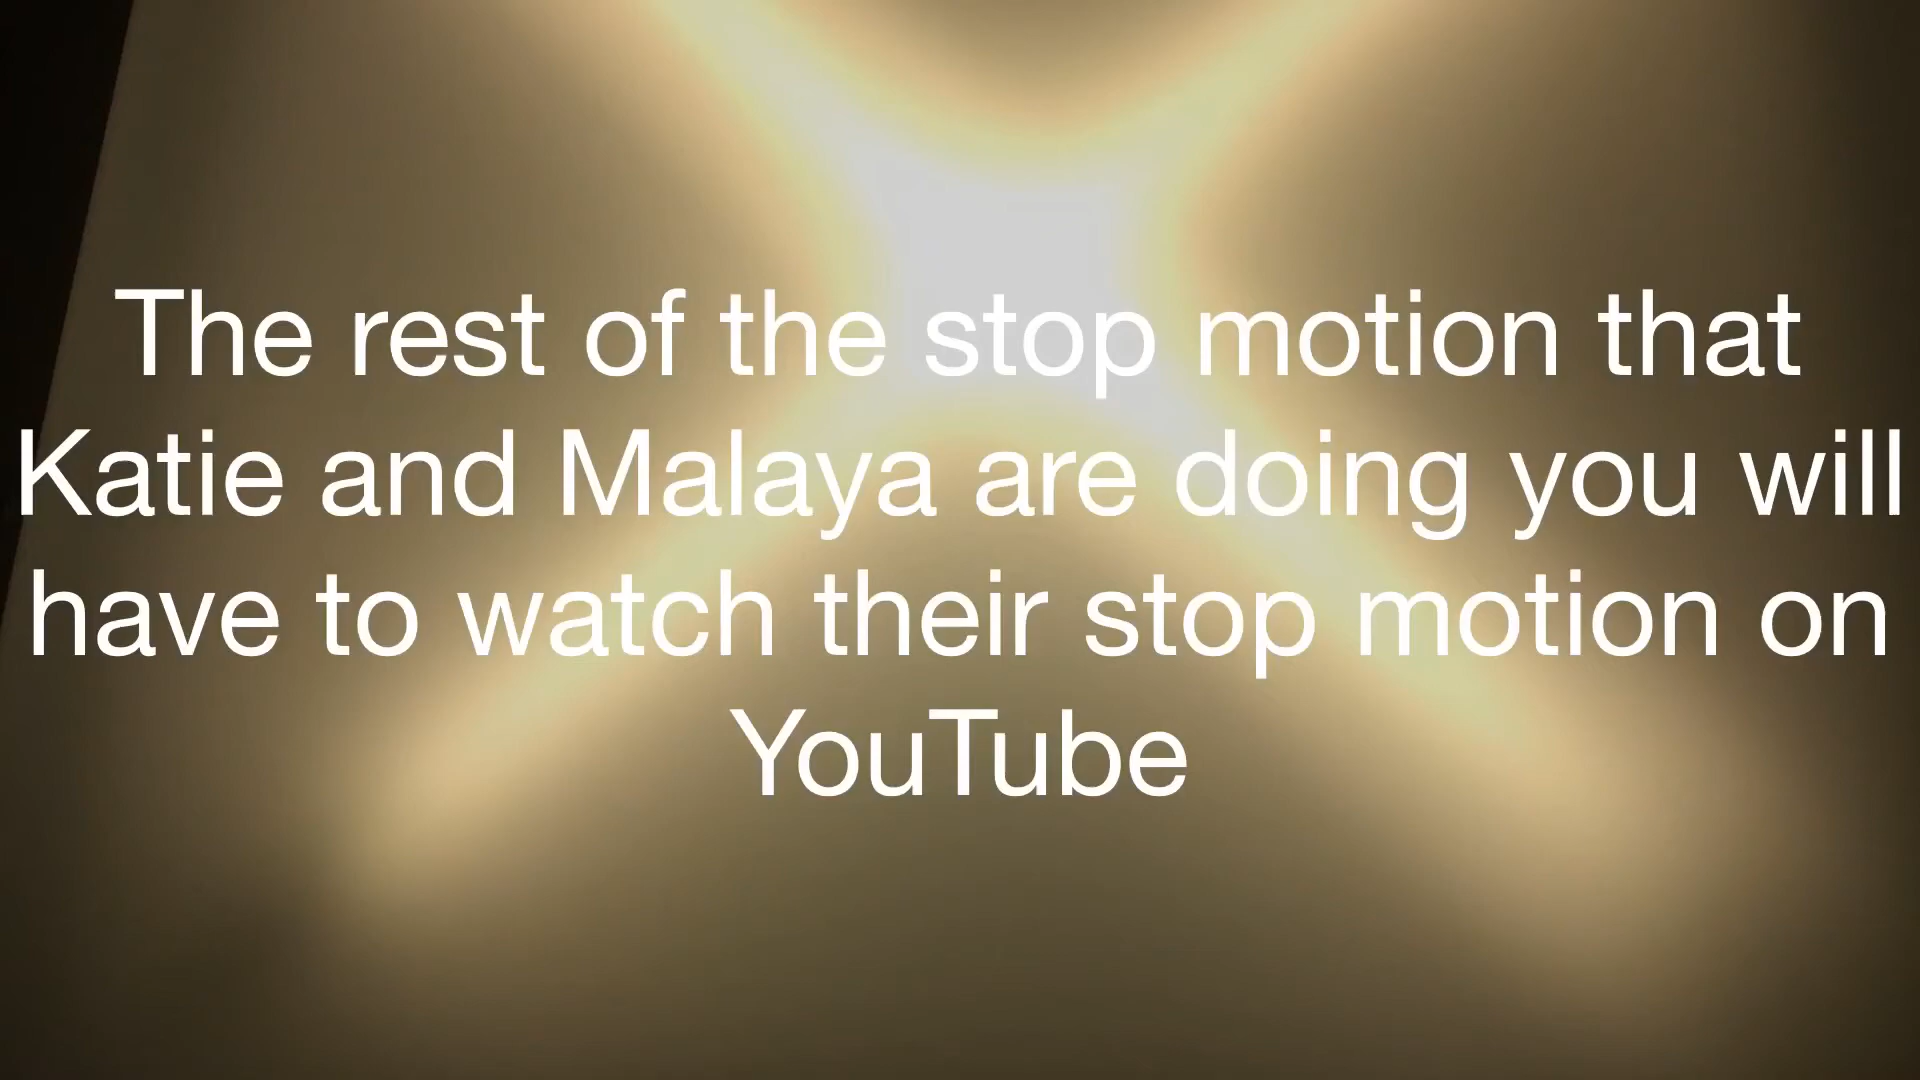 The rest of the stop motion that
Katie and Malaya are doing you will
have to watch their stop motion on
YouTube